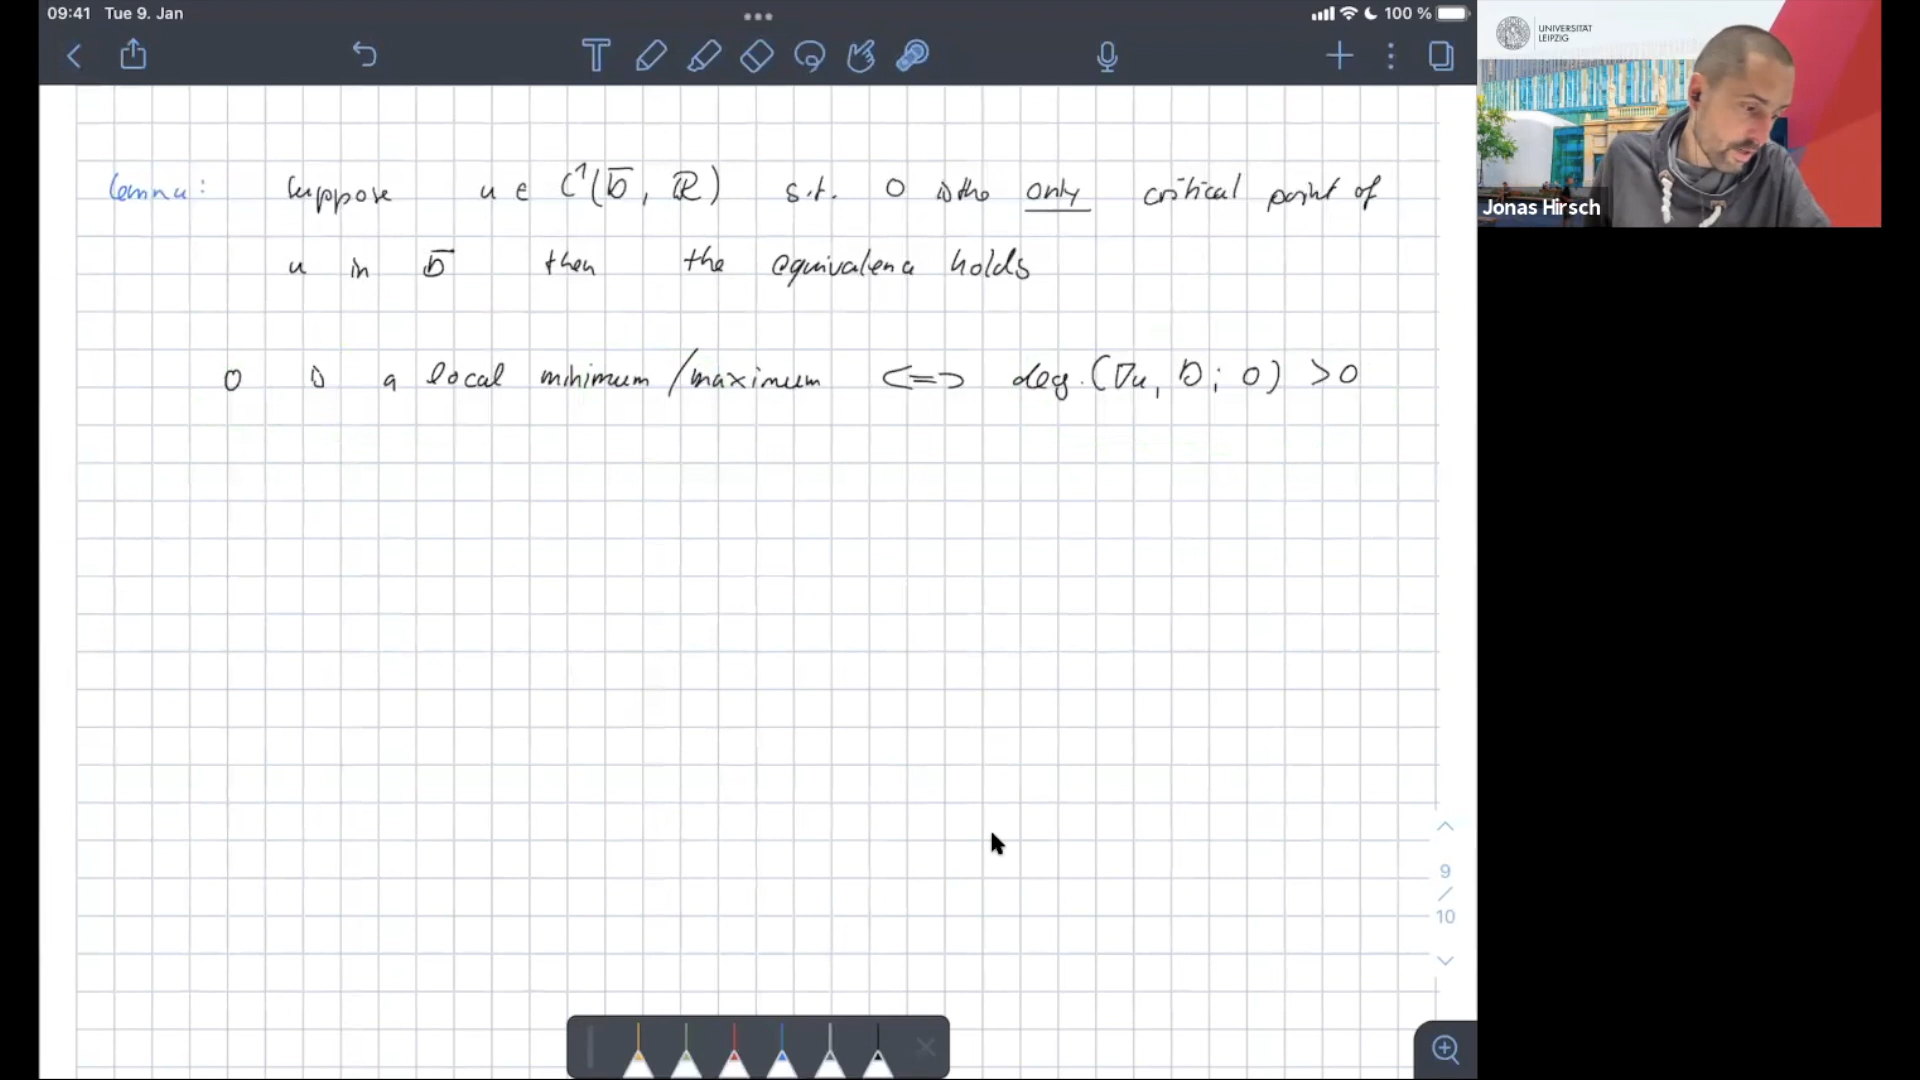 09:41 Tue 9. Jan
100 %
UNIVERSITÄT
LEIPZIG
Jonas Hirsch
Lemma: Suppose u ∈ C¹(D̅, ℝ) s.t. 0 is the only critical point of
u in D̅ then the equivalence holds
0 is a local minimum/maximum <=> deg.(∇u, D; 0) > 0
9
/
10